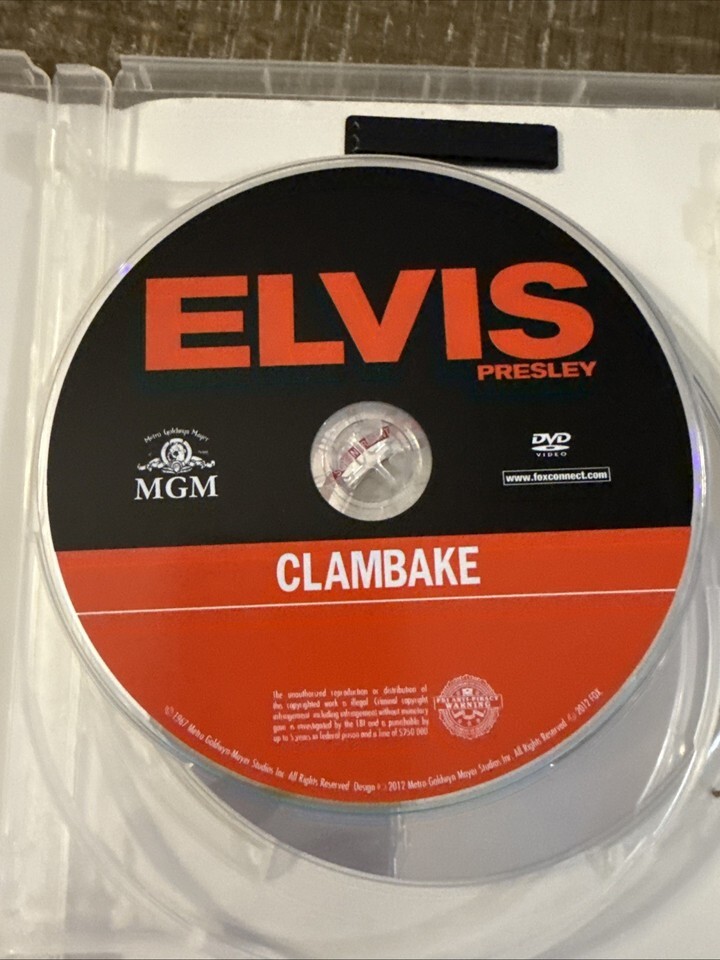 ELVIS
PRESLEY
Metro Goldwyn Mayer
MGM
DVD
VIDEO
www.foxconnect.com
CLAMBAKE
The unauthorized reproduction or distribution of
this copyrighted work is illegal. Criminal copyright
infringement, including infringement without monetary
gain, is investigated by the FBI and is punishable by
up to 5 years in federal prison and a fine of $250,000
FBI ANTI-PIRACY
WARNING
© 1967 Metro-Goldwyn-Mayer Studios Inc. All Rights Reserved. Design © 2012 Metro-Goldwyn-Mayer Studios Inc. All Rights Reserved. © 2012 FOX